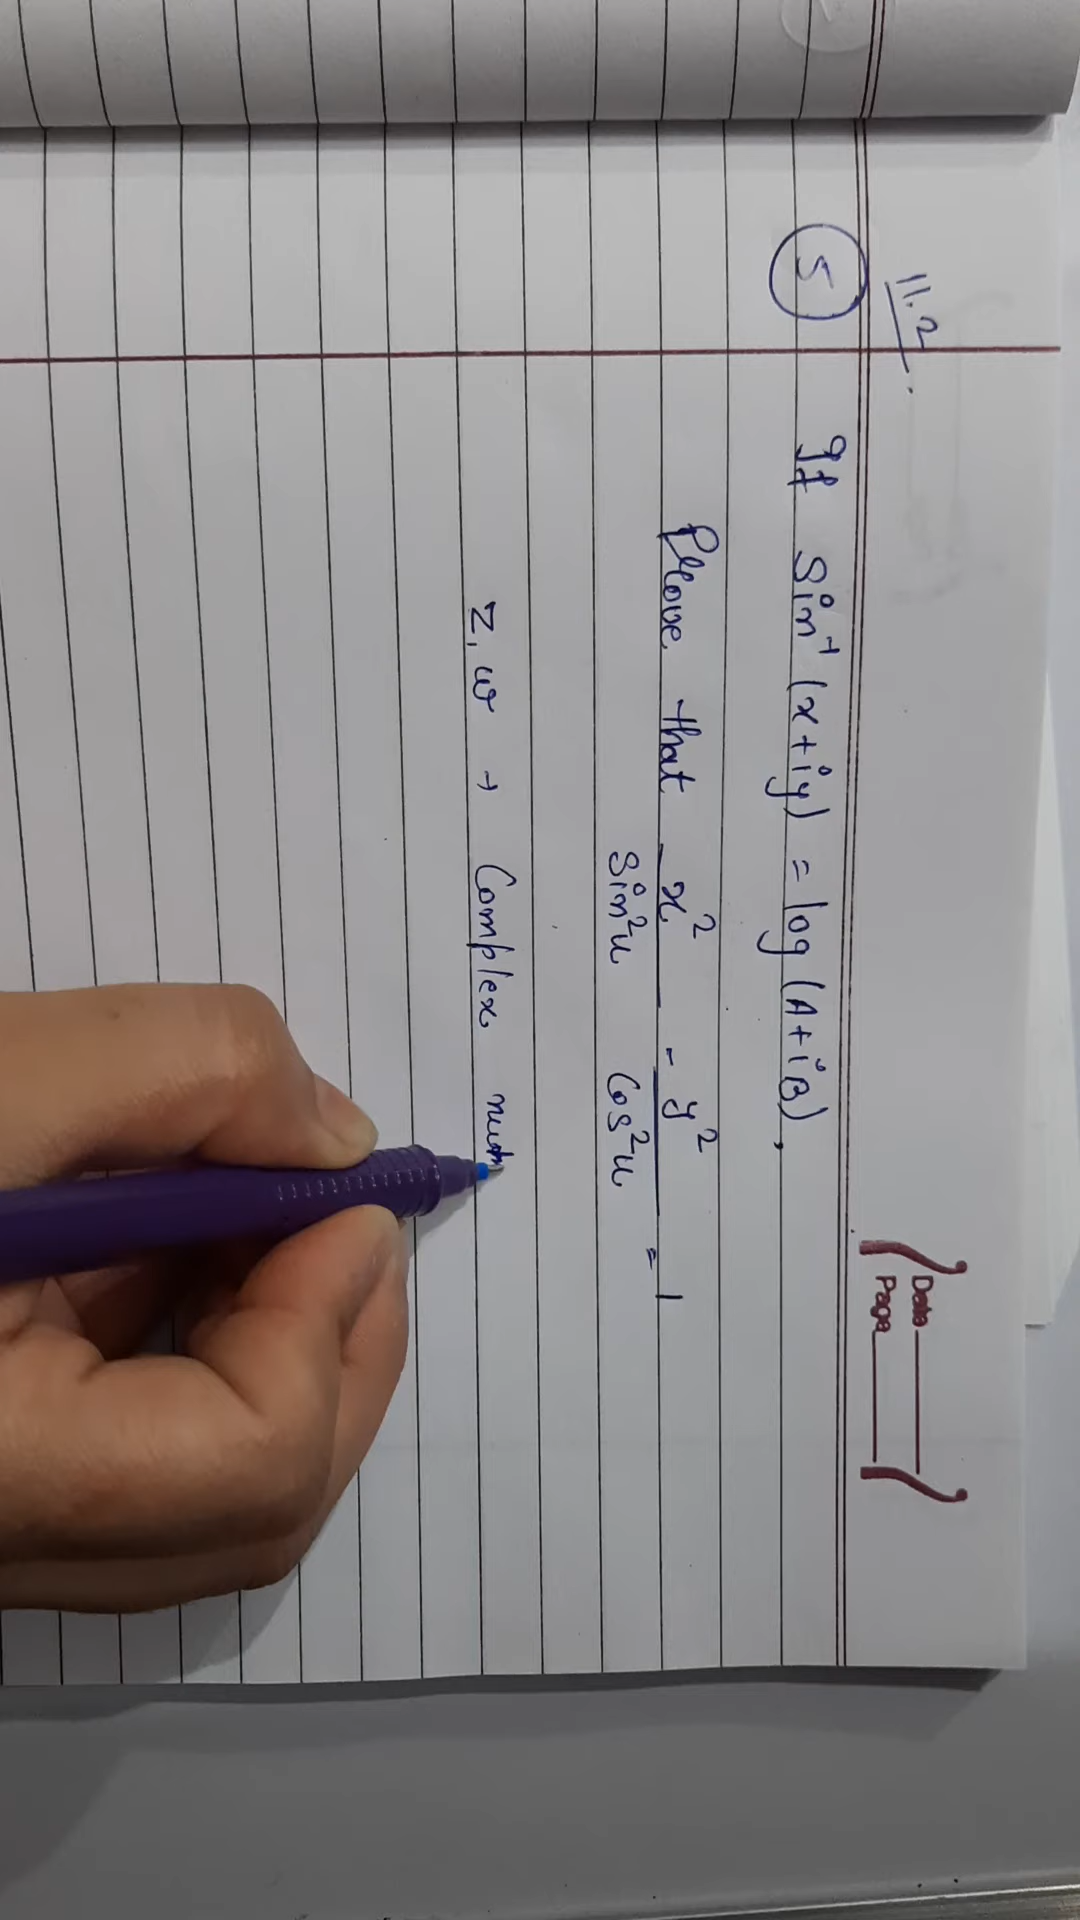 Date
Page
11.2
5 If Sin⁻¹ (x+iy) = log (A+iB),
Prove that x²/Sin²u - y²/Cos²u = 1
z, w → Complex